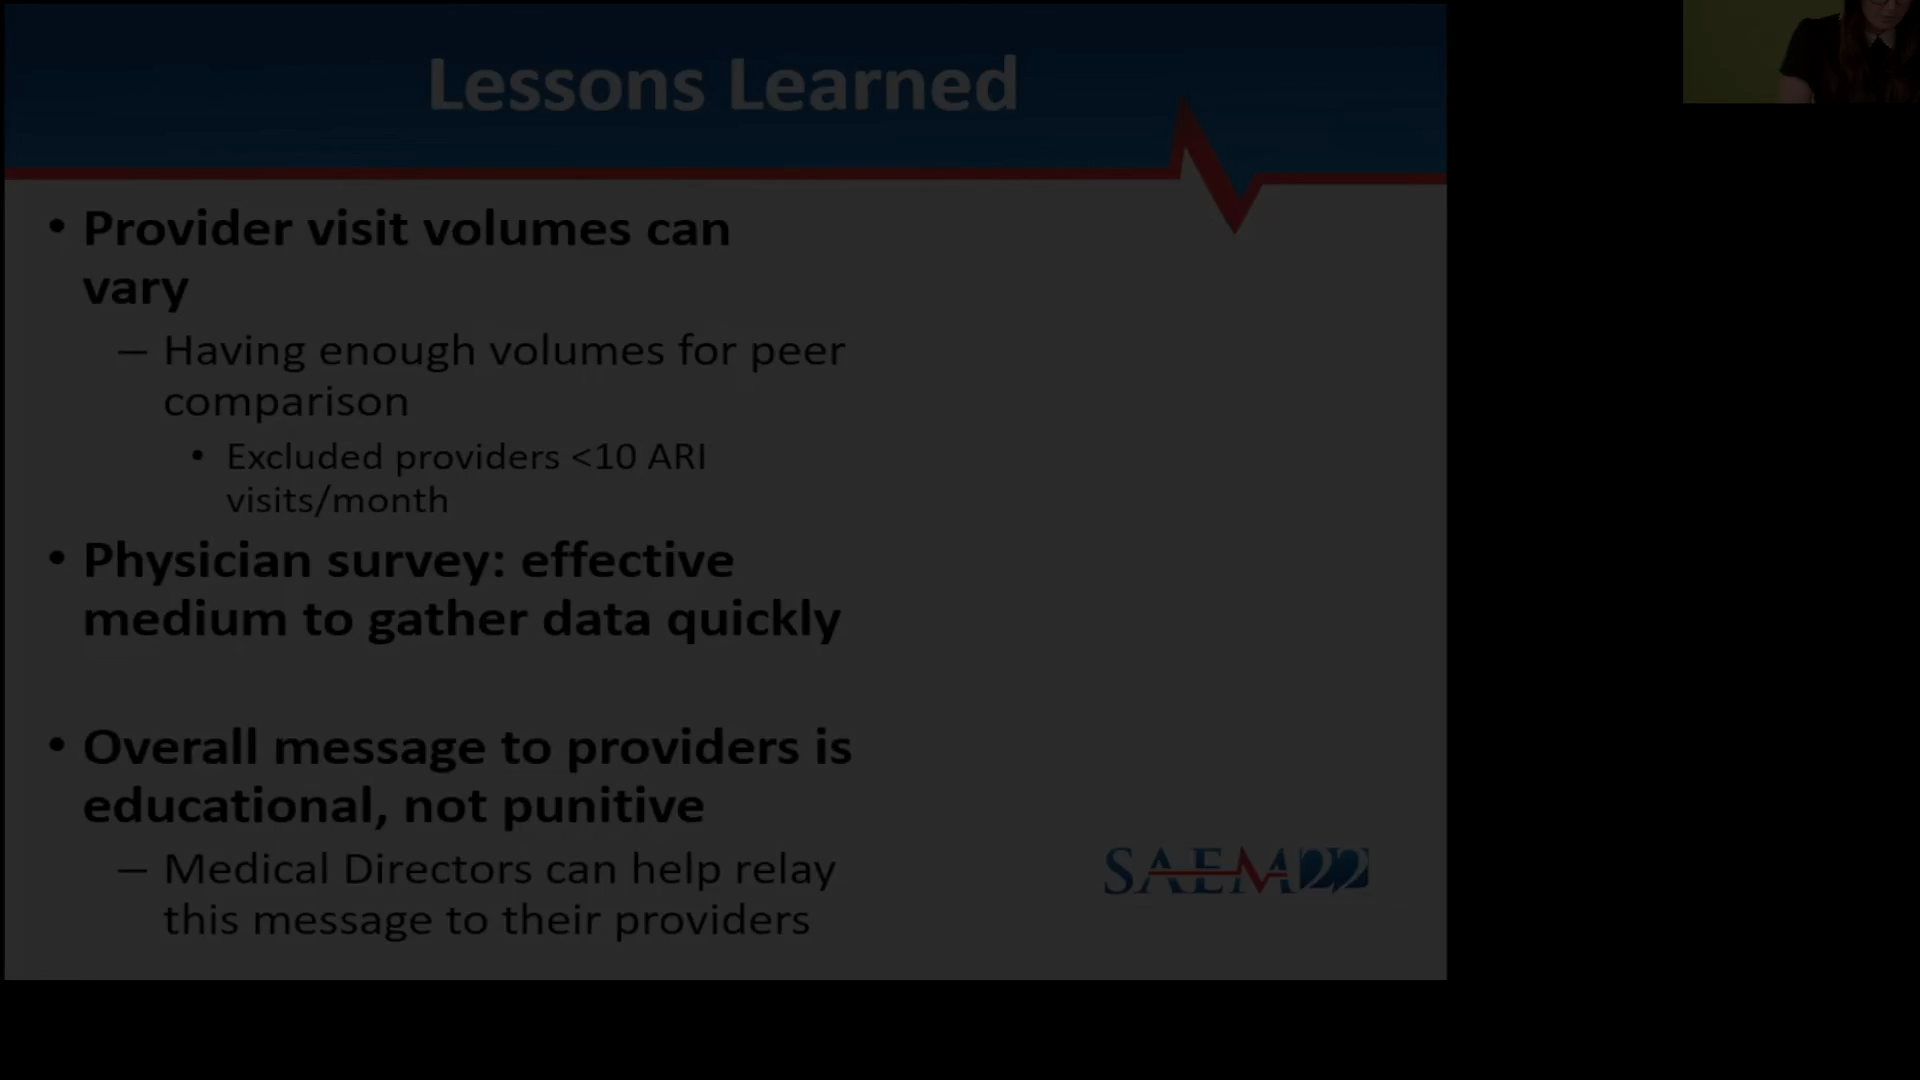 Lessons Learned
• Provider visit volumes can
vary
– Having enough volumes for peer
comparison
• Excluded providers <10 ARI
visits/month
• Physician survey: effective
medium to gather data quickly
• Overall message to providers is
educational, not punitive
– Medical Directors can help relay
this message to their providers
SAEM22